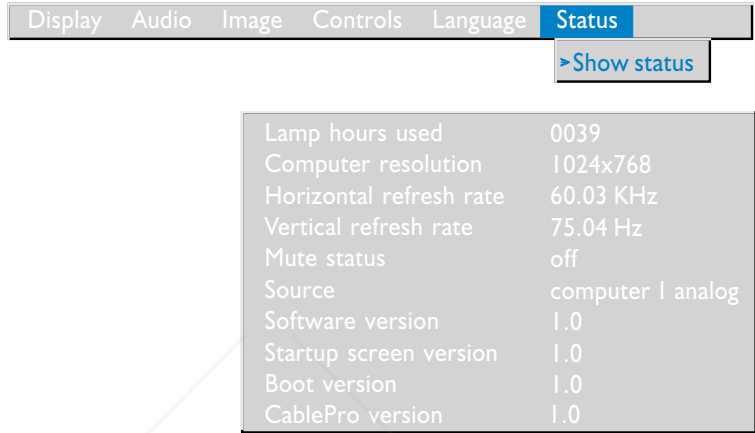 Display Audio Image Controls Language Status
➤Show status
Lamp hours used 0039
Computer resolution 1024x768
Horizontal refresh rate 60.03 KHz
Vertical refresh rate 75.04 Hz
Mute status off
Source computer 1 analog
Software version 1.0
Startup screen version 1.0
Boot version 1.0
CablePro version 1.0